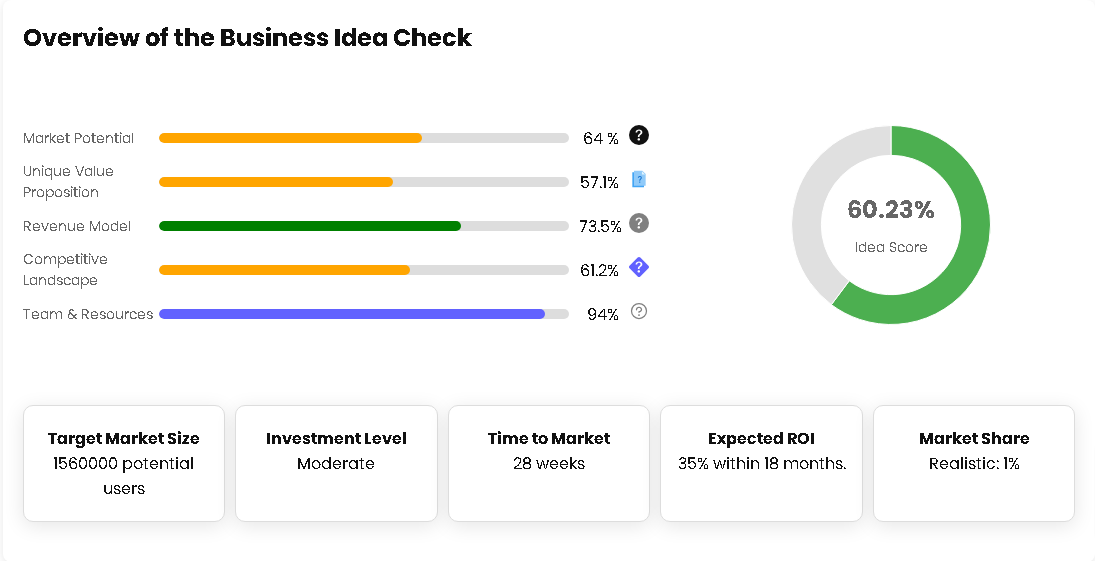 Overview of the Business Idea Check
Market Potential
64 %
?
Unique Value
Proposition
57.1%
?
Revenue Model
73.5%
?
Competitive
Landscape
61.2%
?
Team & Resources
94%
?
60.23%
Idea Score
Target Market Size
1560000 potential
users
Investment Level
Moderate
Time to Market
28 weeks
Expected ROI
35% within 18 months.
Market Share
Realistic: 1%